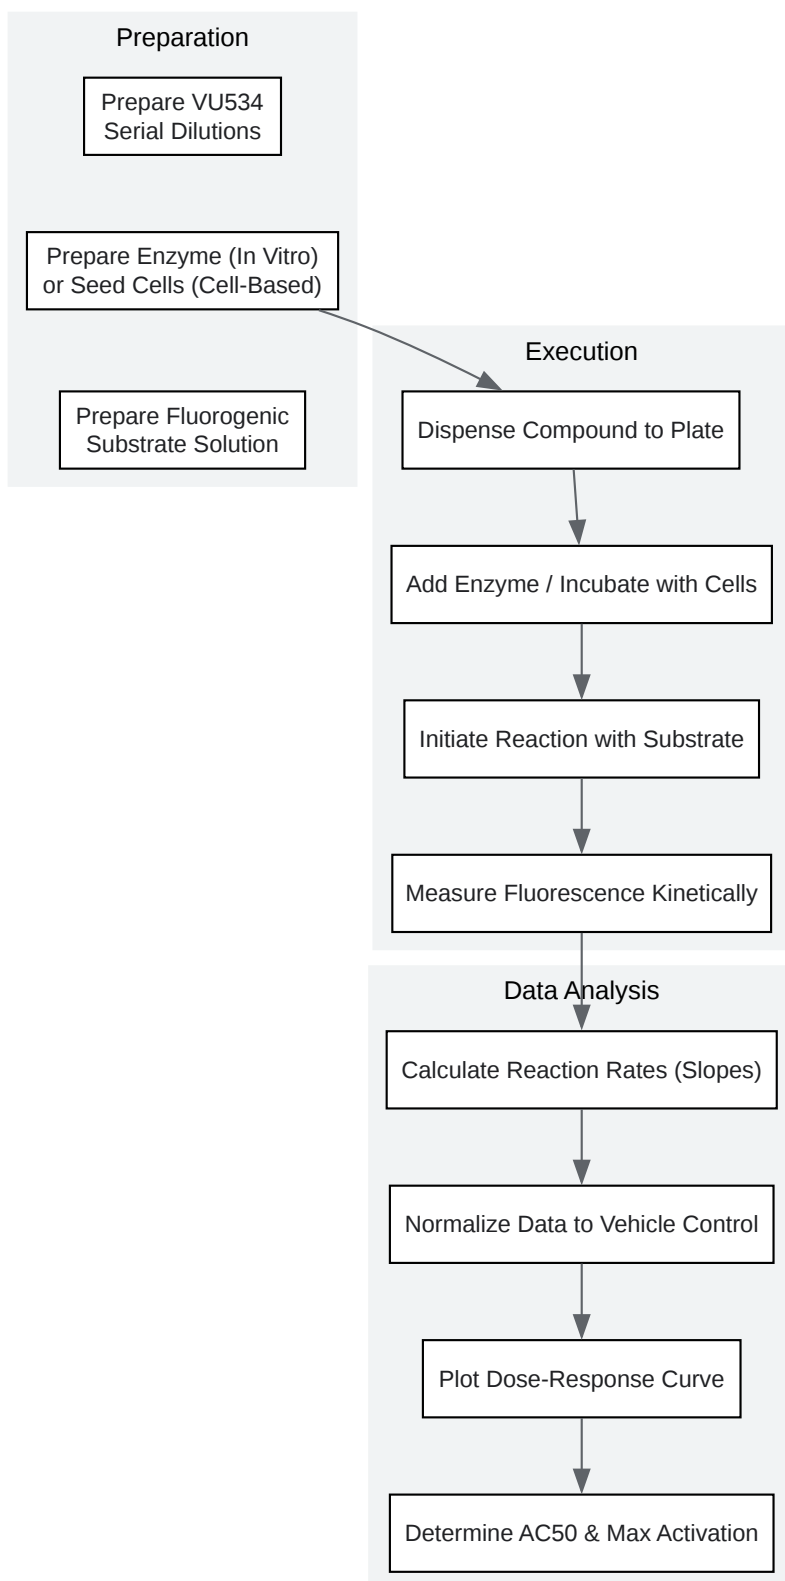 Preparation
Prepare VU534
Serial Dilutions
Prepare Enzyme (In Vitro)
or Seed Cells (Cell-Based)
Prepare Fluorogenic
Substrate Solution
Execution
Dispense Compound to Plate
Add Enzyme / Incubate with Cells
Initiate Reaction with Substrate
Measure Fluorescence Kinetically
Data Analysis
Calculate Reaction Rates (Slopes)
Normalize Data to Vehicle Control
Plot Dose-Response Curve
Determine AC50 & Max Activation